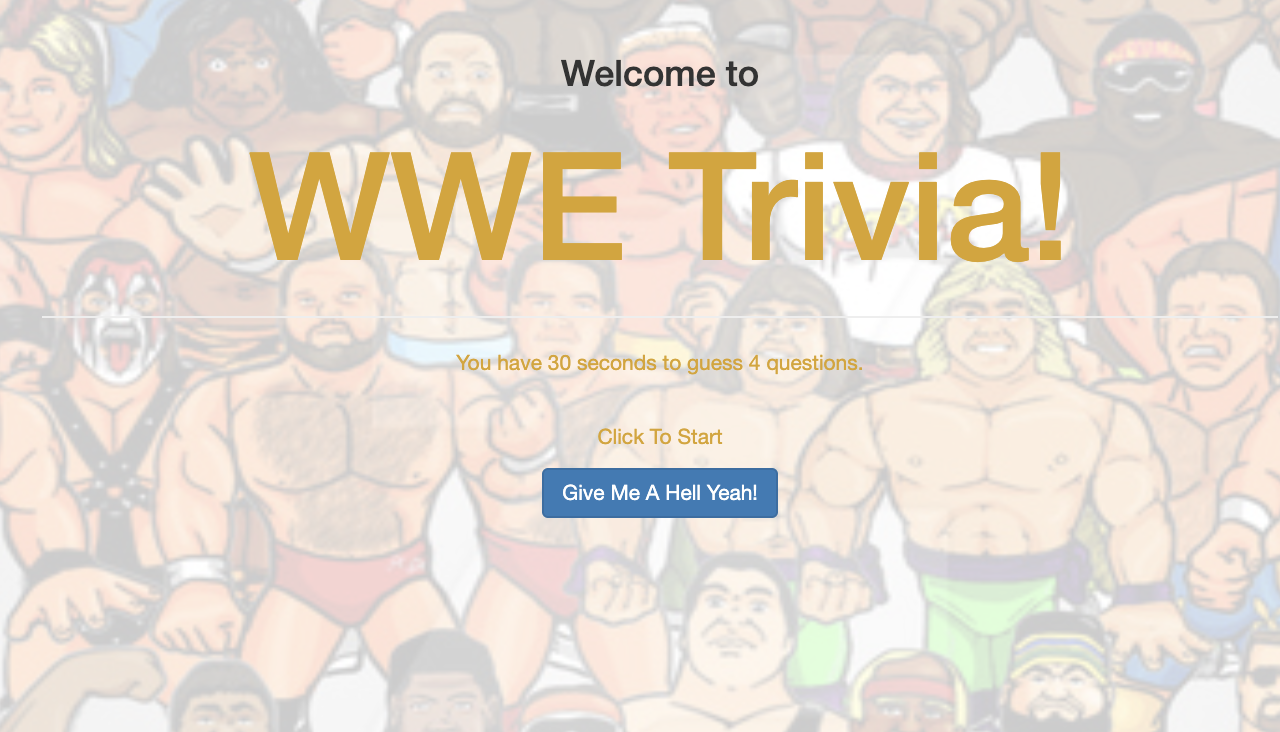 Welcome to
WWE Trivia!
You have 30 seconds to guess 4 questions.
Click To Start
Give Me A Hell Yeah!